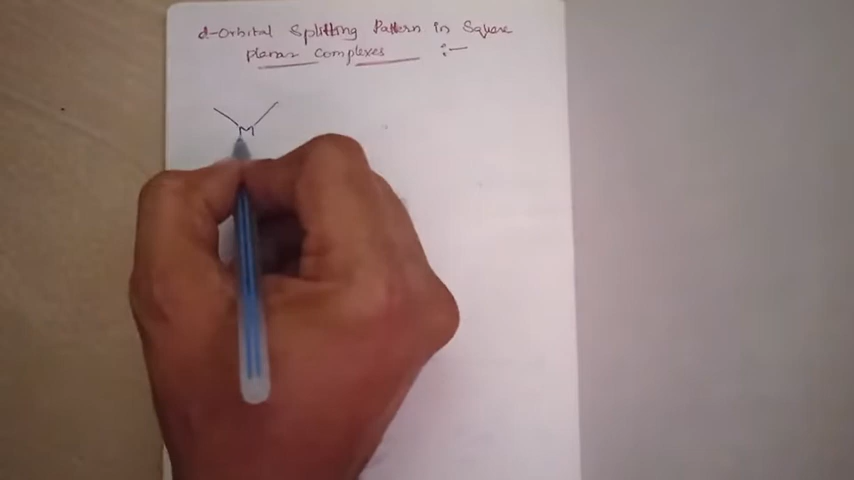 d-Orbital Splitting Pattern in Square
planar complexes :-
M